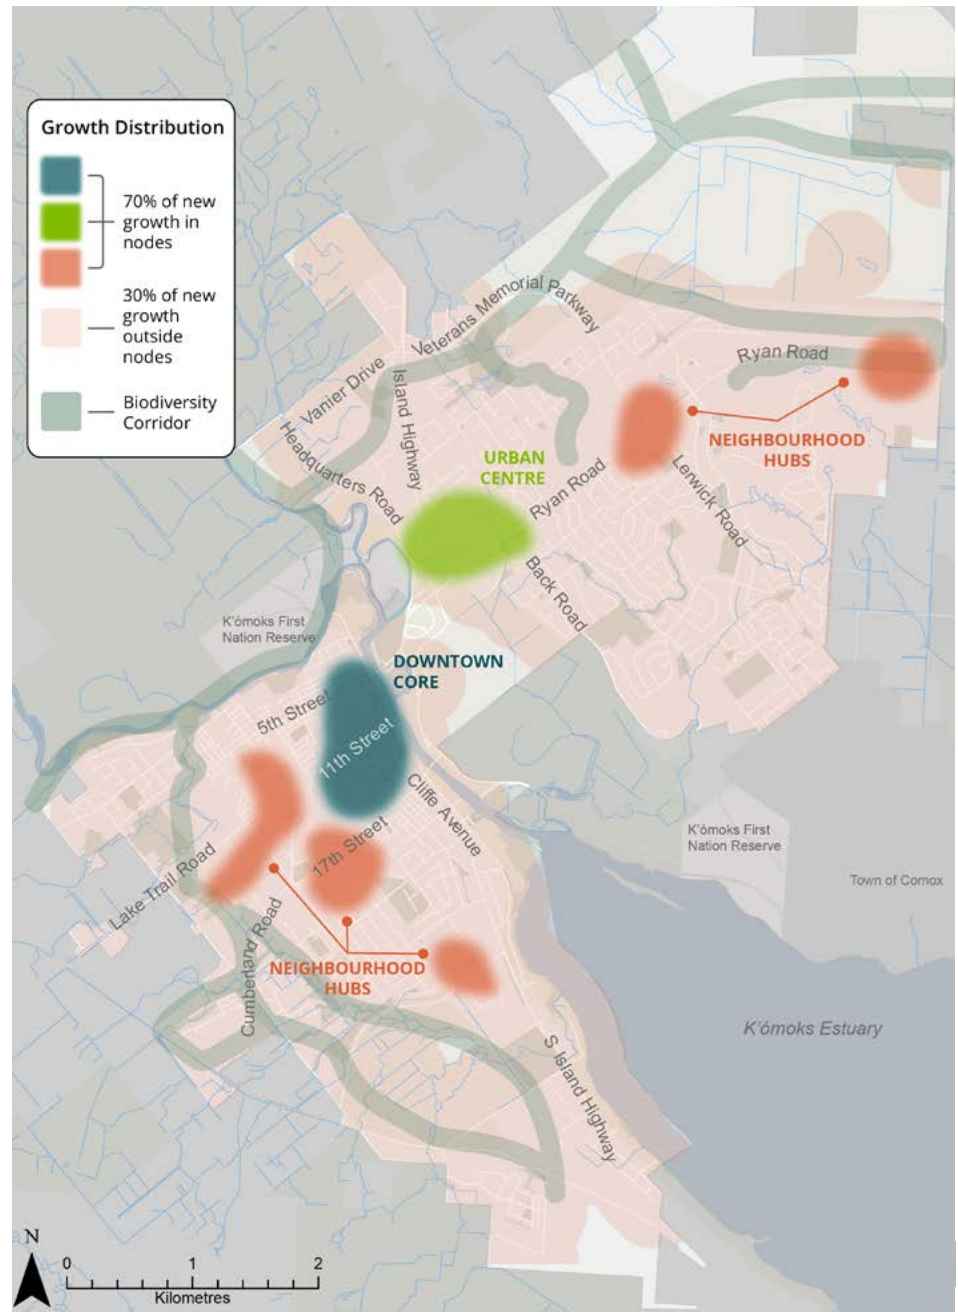 Growth Distribution
70% of new
growth in
nodes
30% of new
growth
outside
nodes
Biodiversity
Corridor
Veterans Memorial Parkway
Vanier Drive
Island Highway
Headquarters Road
Ryan Road
NEIGHBOURHOOD
HUBS
URBAN
CENTRE
Ryan Road
Lerwick Road
Back Road
K'ómoks First
Nation Reserve
DOWNTOWN
CORE
5th Street
11th Street
Cliffe Avenue
17th Street
Lake Trail Road
K'ómoks First
Nation Reserve
Town of Comox
Cumberland Road
NEIGHBOURHOOD
HUBS
K'ómoks Estuary
S Island Highway
N
0 1 2
Kilometres